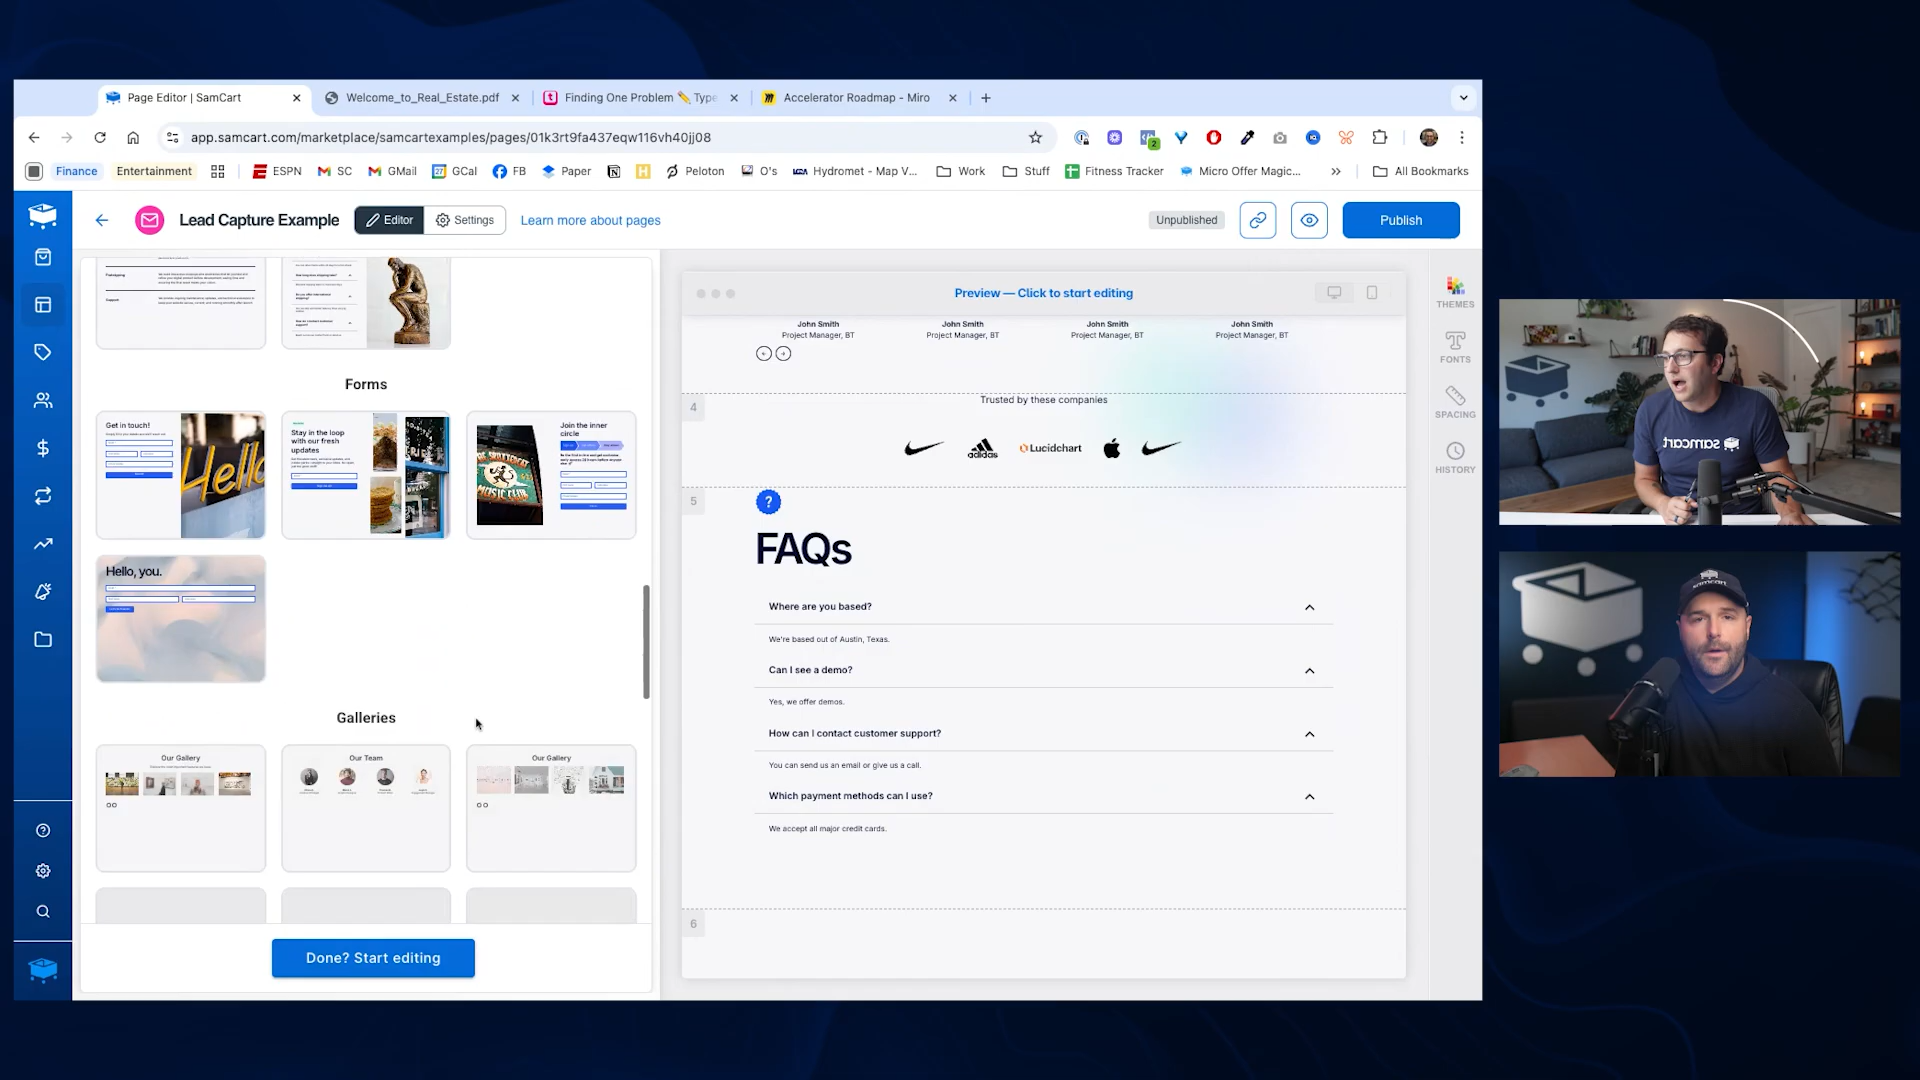 Page Editor | SamCart
Welcome_to_Real_Estate.pdf
Finding One Problem ✏️ Type
Accelerator Roadmap - Miro
app.samcart.com/marketplace/samcartexamples/pages/01k3rt9fa437eqw116vh40jj08
2
Finance
Entertainment
ESPN
SC
GMail
GCal
FB
Paper
Peloton
O's
Hydromet - Map V...
Work
Stuff
Fitness Tracker
Micro Offer Magic...
All Bookmarks
Lead Capture Example
Editor
Settings
Learn more about pages
Unpublished
Publish
Support
Forms
Get in touch!
Hello
Stay in the loop
with our fresh
updates
Join the inner
circle
MUSIC CLUB
Hello, you.
Galleries
Our Gallery
Our Team
Our Gallery
Done? Start editing
Preview — Click to start editing
John Smith
Project Manager, BT
John Smith
Project Manager, BT
John Smith
Project Manager, BT
John Smith
Project Manager, BT
4
Trusted by these companies
adidas
Lucidchart
5
?
FAQs
Where are you based?
We're based out of Austin, Texas.
Can I see a demo?
Yes, we offer demos.
How can I contact customer support?
You can send us an email or give us a call.
Which payment methods can I use?
We accept all major credit cards.
6
THEMES
FONTS
SPACING
HISTORY
samcart
samcart